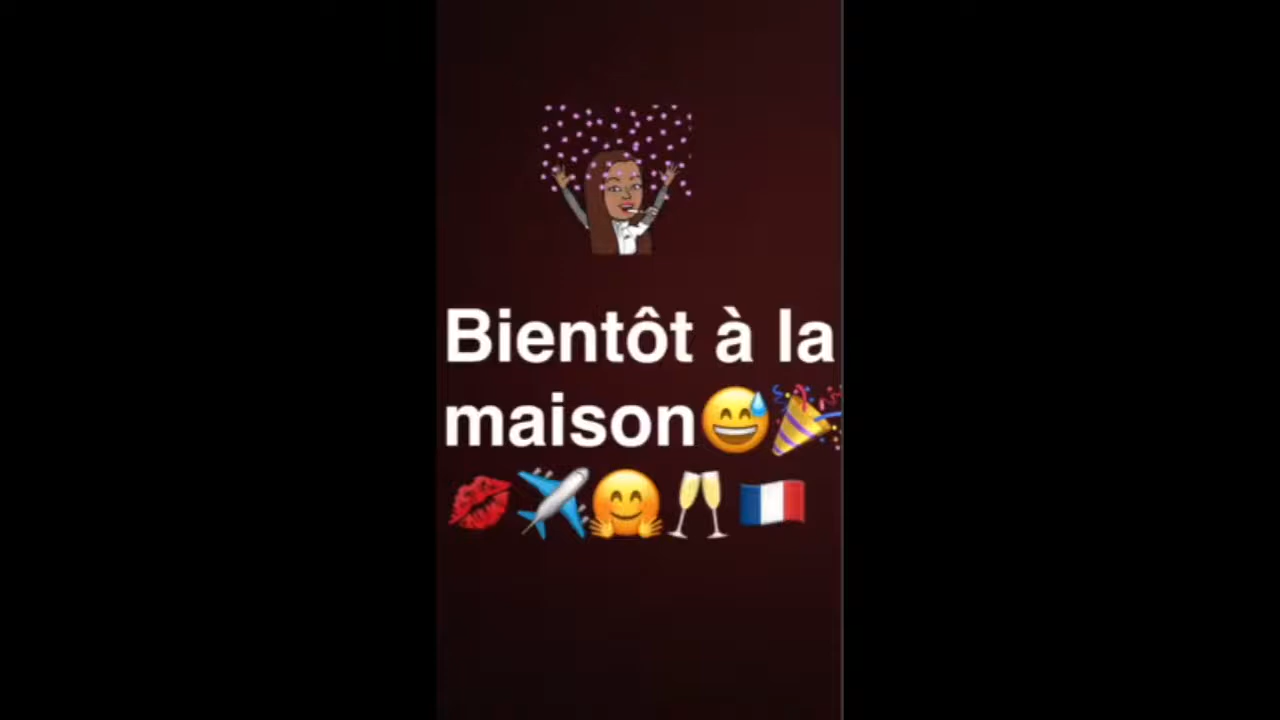 Bientôt à la
maison😅🎉
💋✈️🤗🥂🇫🇷